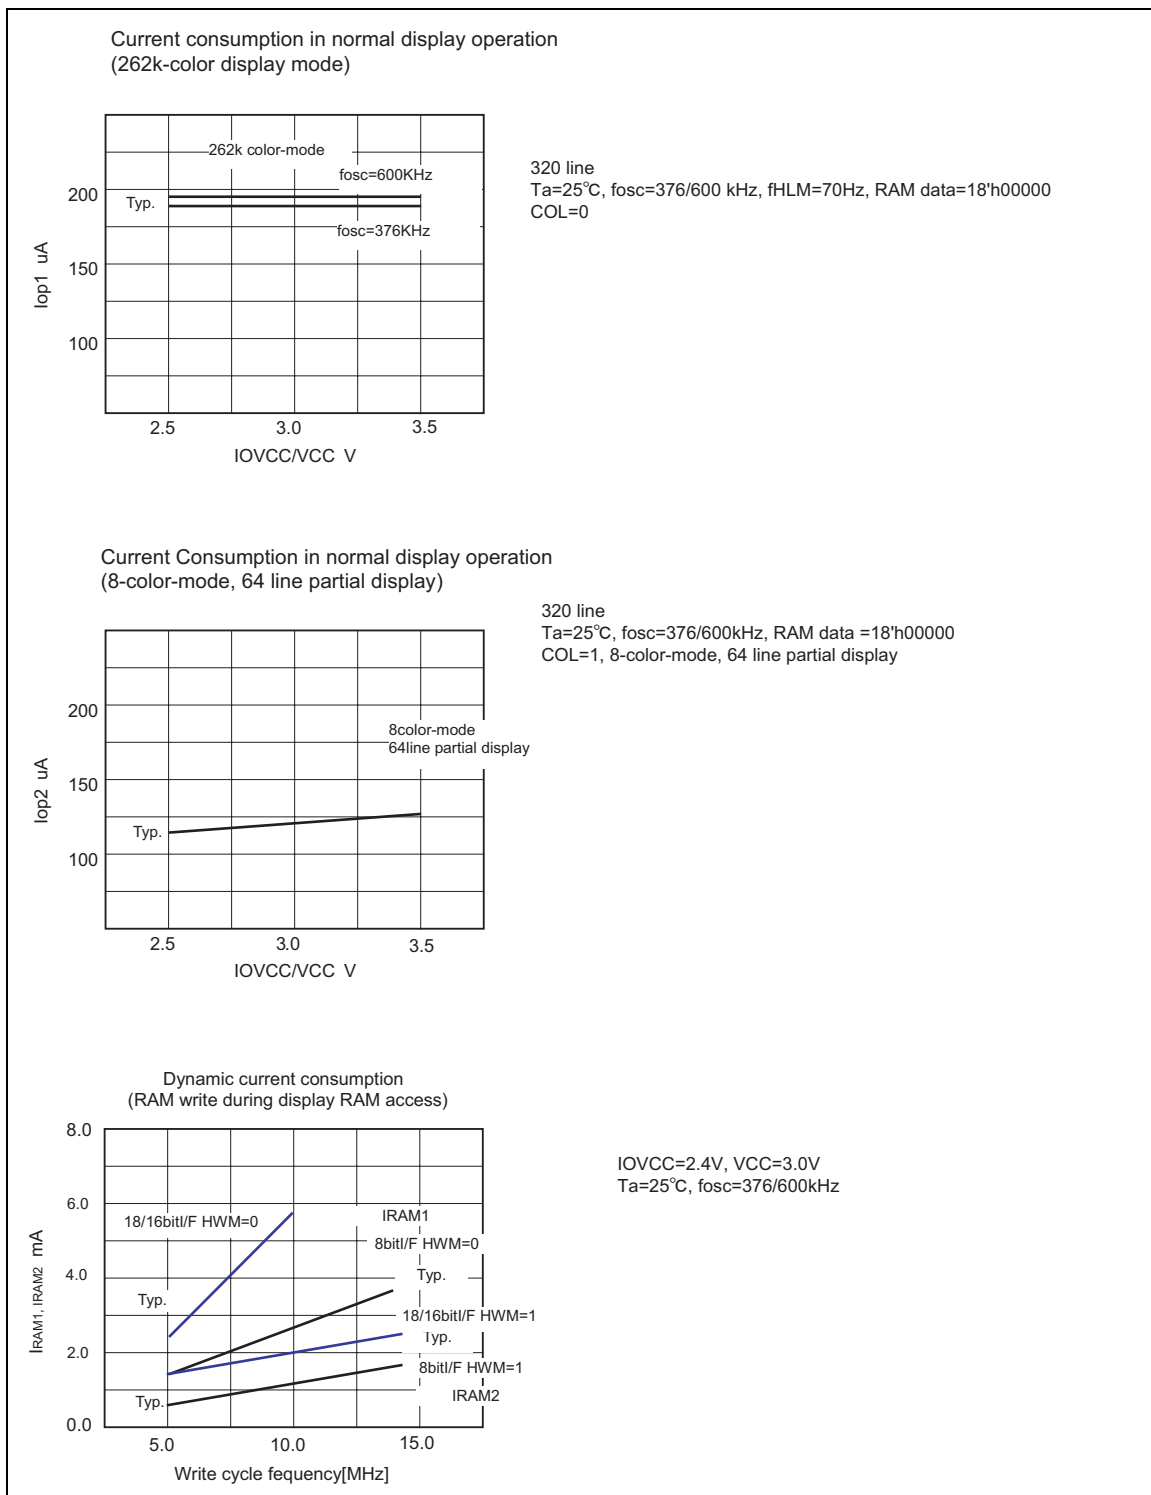 Current consumption in normal display operation
(262k-color display mode)
262k color-mode
fosc=600KHz
200
Typ.
fosc=376KHz
150
100
Iop1 uA
2.5 3.0 3.5
IOVCC/VCC V
320 line
Ta=25℃, fosc=376/600 kHz, fHLM=70Hz, RAM data=18'h00000
COL=0
Current Consumption in normal display operation
(8-color-mode, 64 line partial display)
320 line
Ta=25℃, fosc=376/600kHz, RAM data =18'h00000
COL=1, 8-color-mode, 64 line partial display
200
8color-mode
64line partial display
150
Typ.
100
Iop2 uA
2.5 3.0 3.5
IOVCC/VCC V
Dynamic current consumption
(RAM write during display RAM access)
8.0
6.0
18/16bitI/F HWM=0
IRAM1
8bitI/F HWM=0
4.0
Typ.
Typ.
18/16bitI/F HWM=1
Typ.
2.0
8bitI/F HWM=1
Typ.
IRAM2
0.0
IRAM1, IRAM2 mA
5.0 10.0 15.0
Write cycle fequency[MHz]
IOVCC=2.4V, VCC=3.0V
Ta=25℃, fosc=376/600kHz